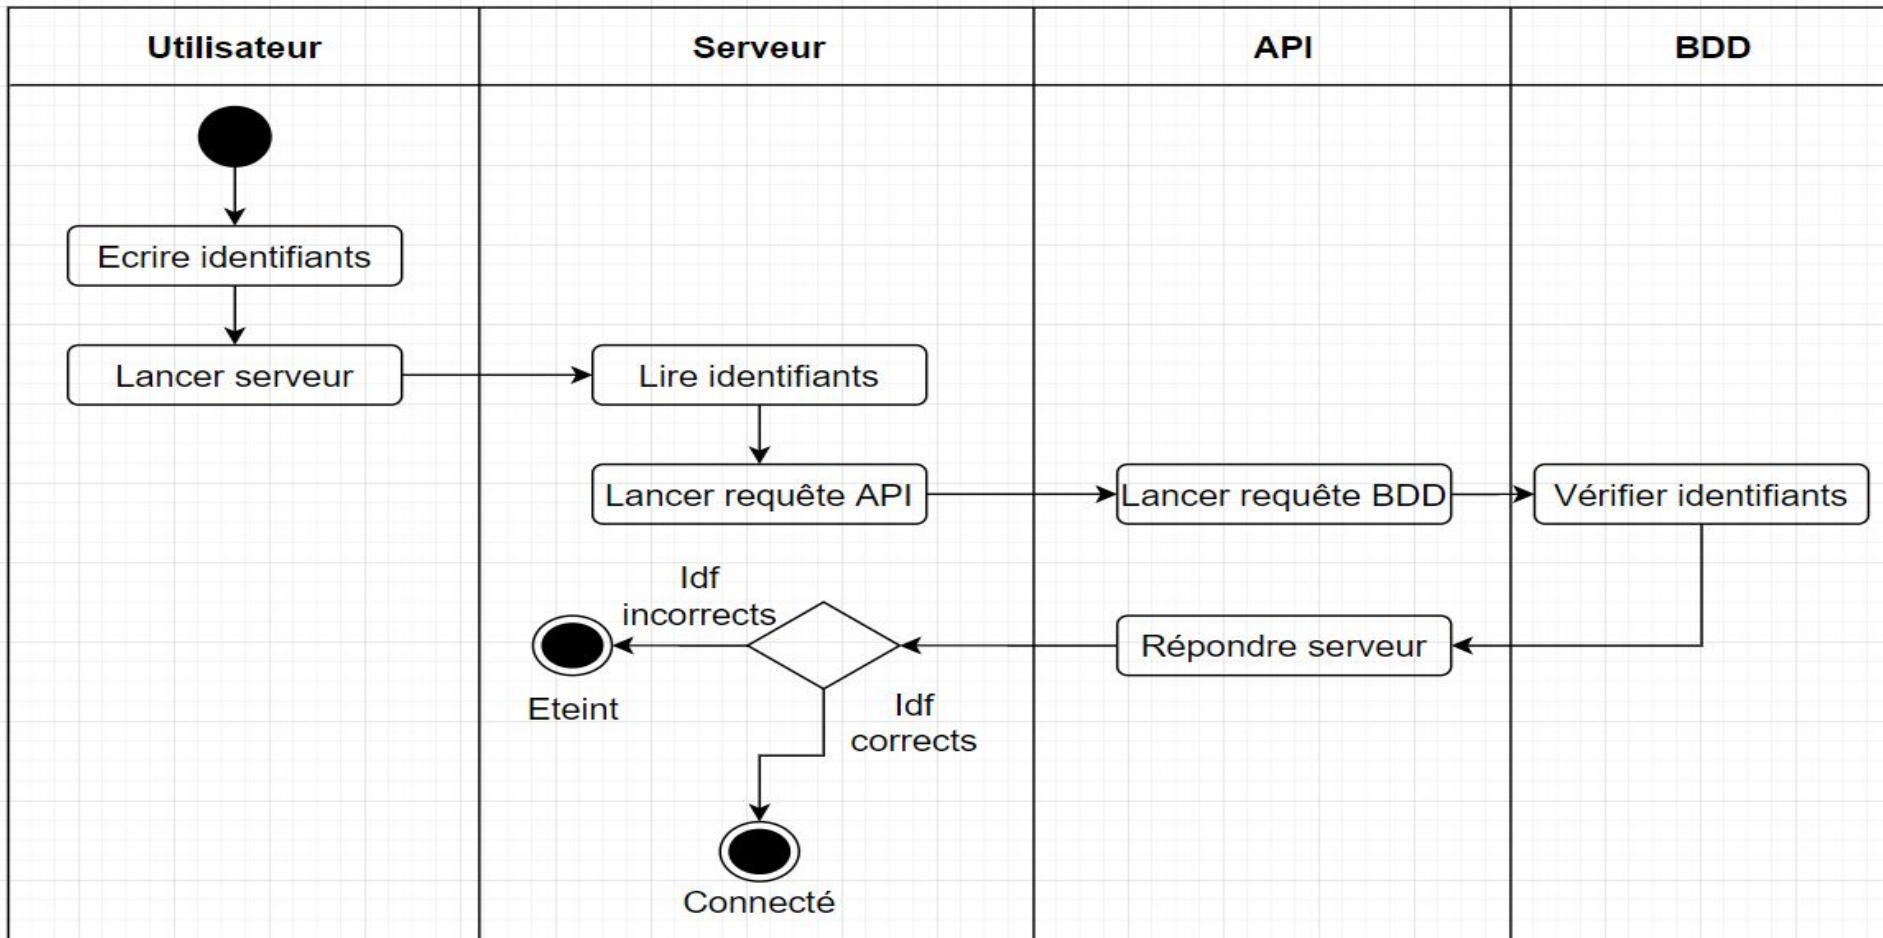 Utilisateur
Serveur
API
BDD
Ecrire identifiants
Lancer serveur
Lire identifiants
Lancer requête API
Lancer requête BDD
Vérifier identifiants
Idf
incorrects
Répondre serveur
Eteint
Idf
corrects
Connecté